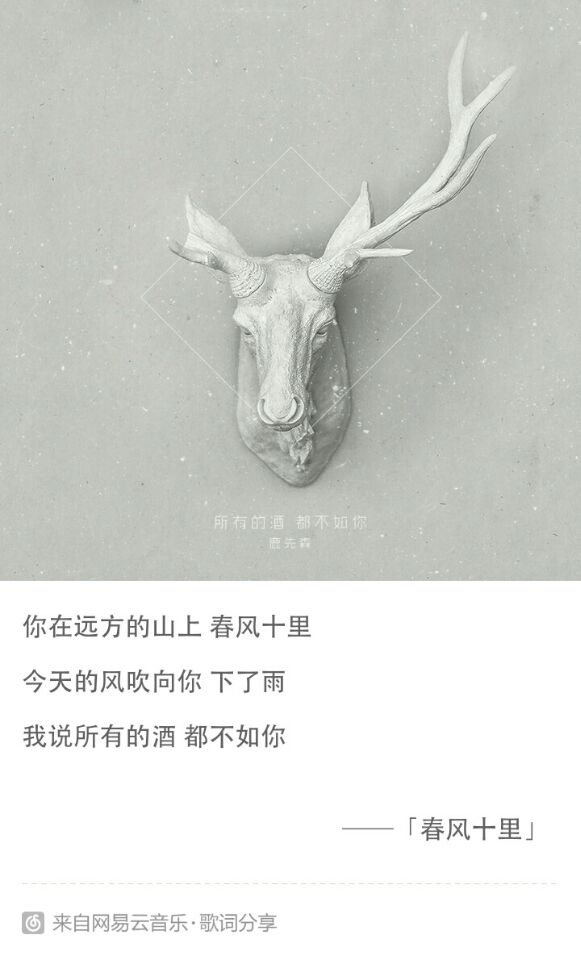 所有的酒 都不如你
鹿先森
你在远方的山上 春风十里
今天的风吹向你 下了雨
我说所有的酒 都不如你
——「春风十里」
来自网易云音乐·歌词分享